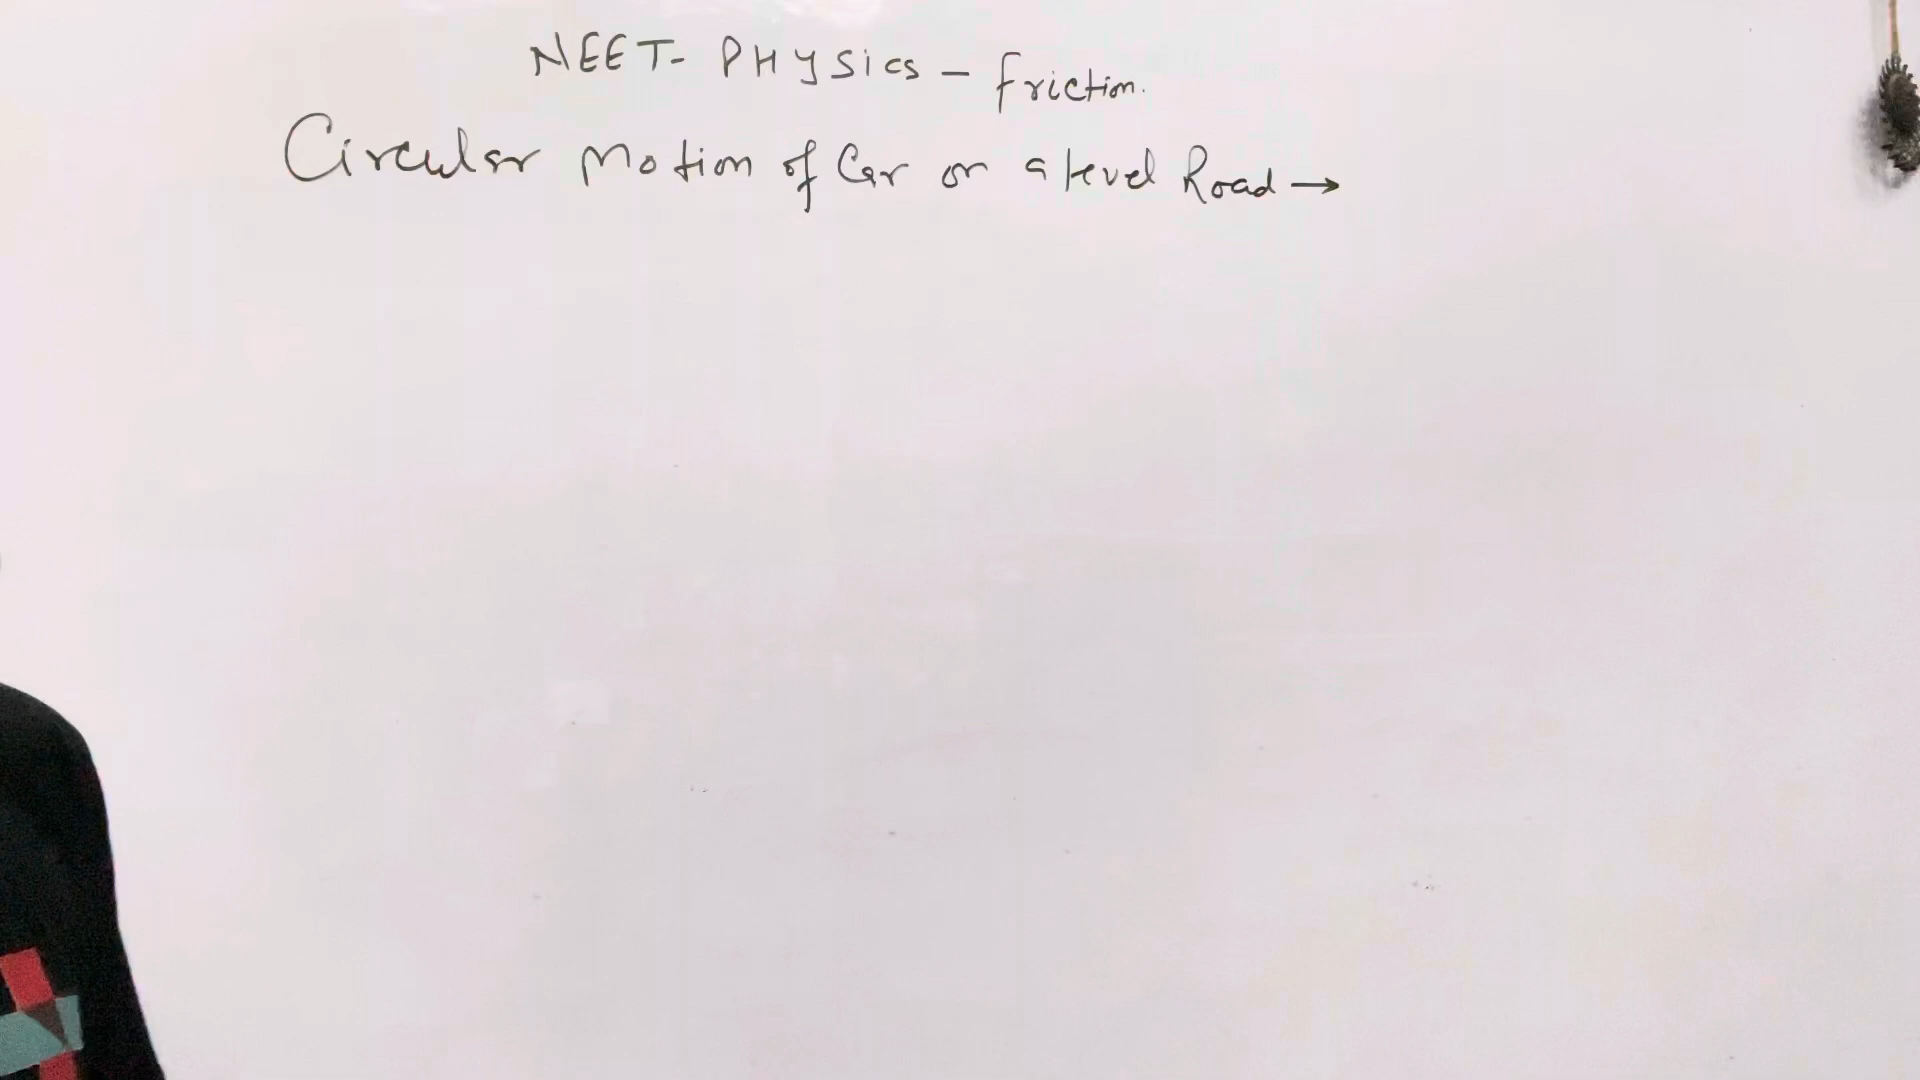 NEET- PHYSics - friction.
Circular Motion of Car on a level Road →